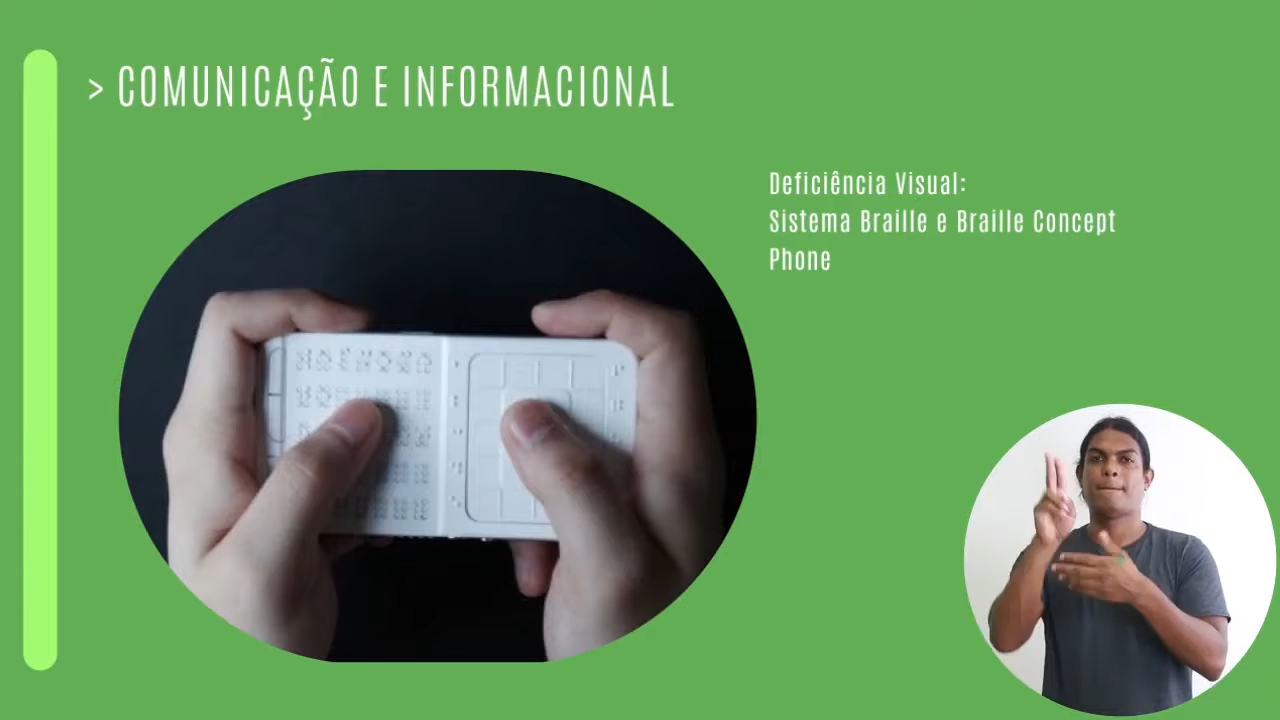 > COMUNICAÇÃO E INFORMACIONAL
Deficiência Visual:
Sistema Braille e Braille Concept
Phone